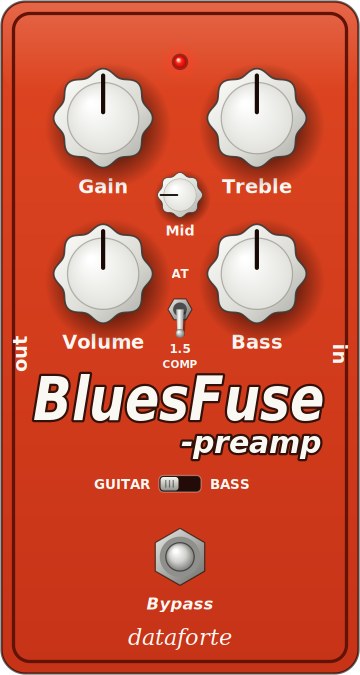 Gain
Treble
Mid
AT
Volume
Bass
1.5
COMP
out
in
BluesFuse
-preamp
GUITAR
BASS
Bypass
dataforte